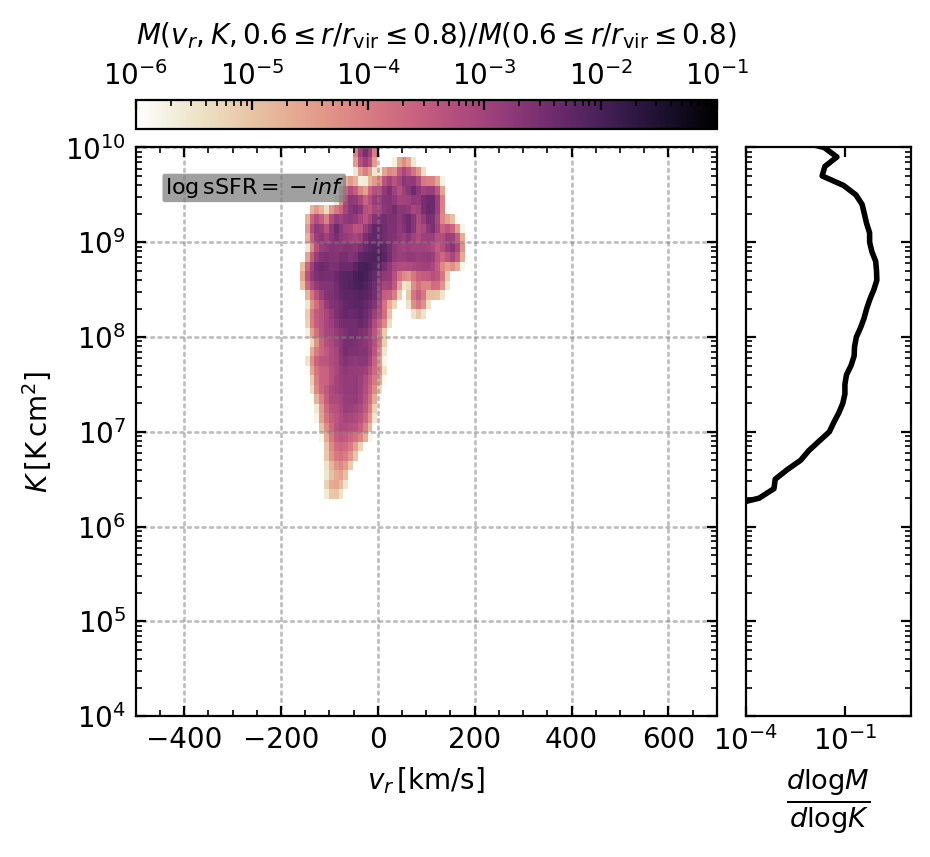 M(v_r, K, 0.6 ≤ r/r_vir ≤ 0.8)/M(0.6 ≤ r/r_vir ≤ 0.8)
10^−6 10^−5 10^−4 10^−3 10^−2 10^−1
10^10
log sSFR = −inf
10^9
10^8
10^7
10^6
10^5
10^4
K [K cm^2]
−400 −200 0 200 400 600
v_r [km/s]
10^−4 10^−1
dlogM
dlogK